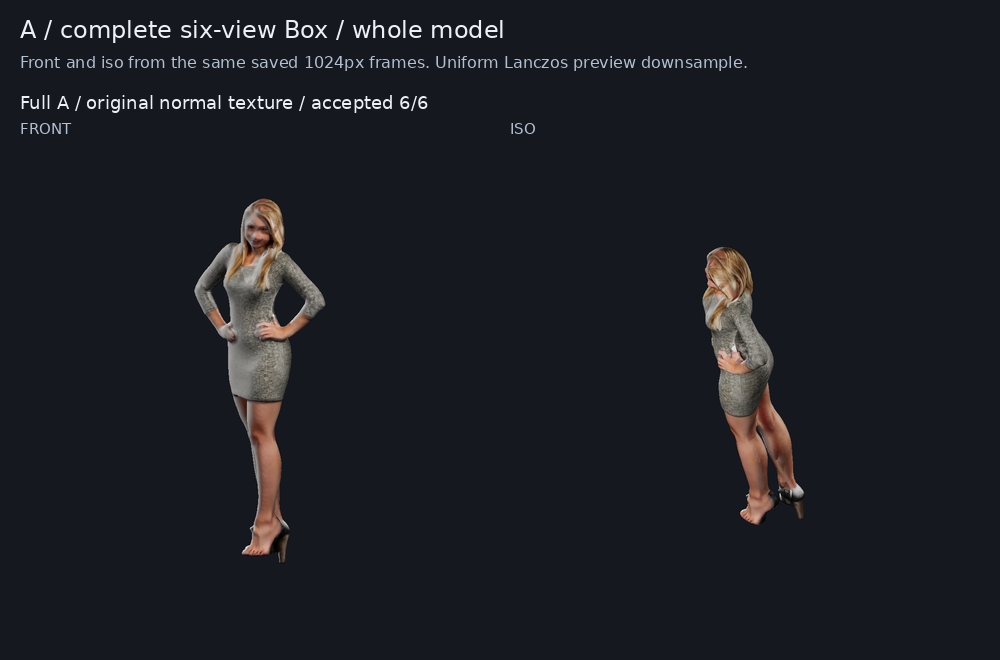 A / complete six-view Box / whole model
Front and iso from the same saved 1024px frames. Uniform Lanczos preview downsample.
Full A / original normal texture / accepted 6/6
FRONT
ISO